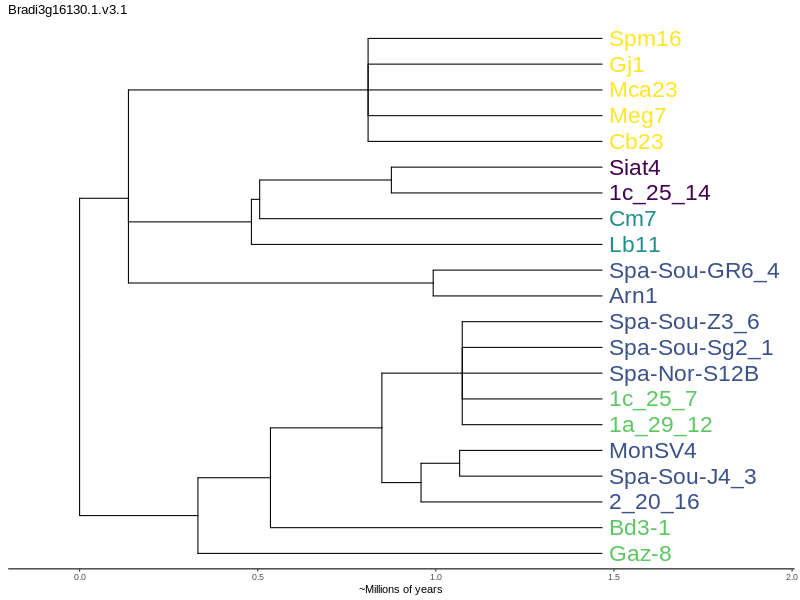 Bradi3g16130.1.v3.1
Spm16
Gj1
Mca23
Meg7
Cb23
Siat4
1c_25_14
Cm7
Lb11
Spa-Sou-GR6_4
Arn1
Spa-Sou-Z3_6
Spa-Sou-Sg2_1
Spa-Nor-S12B
1c_25_7
1a_29_12
MonSV4
Spa-Sou-J4_3
2_20_16
Bd3-1
Gaz-8
0.0 0.5 1.0 1.5 2.0
~Millions of years